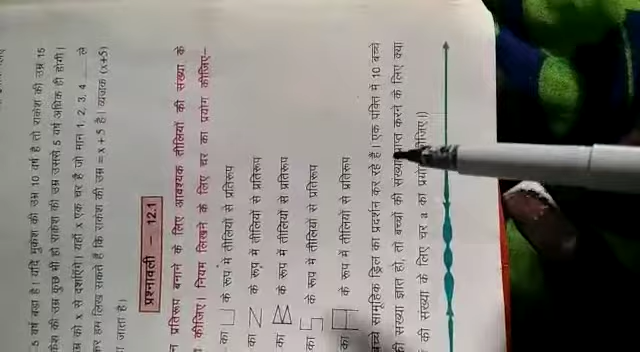 5 वर्ष बड़ा है। यदि मुकेश की उम्र 10 वर्ष है तो राकेश की उम्र 15
केश की उम्र कुछ भी हो राकेश की उम्र उससे 5 वर्ष अधिक ही होगी।
म्र को x से दर्शाएँगे। यहाँ x एक चर है जो मान 1, 2, 3, 4 ...... ले
कर हम लिख सकते हैं कि राकेश की उम्र = x + 5 है। व्यंजक (x+5)
जाता है।
प्रश्नावली – 12.1
न प्रतिरूप बनाने के लिए आवश्यक तीलियों की संख्या के
कीजिए। नियम लिखने के लिए चर का प्रयोग कीजिए–
का U के रूप में तीलियों से प्रतिरूप
का Z के रूप में तीलियों से प्रतिरूप
का B के रूप में तीलियों से प्रतिरूप
का 5 के रूप में तीलियों से प्रतिरूप
का A के रूप में तीलियों से प्रतिरूप
बच्चे सामूहिक ड्रिल का प्रदर्शन कर रहे हैं। एक पंक्ति में 10 बच्चे
की संख्या ज्ञात हो, तो बच्चों की संख्या प्राप्त करने के लिए क्या
की संख्या के लिए चर a का प्रयो जिए।)